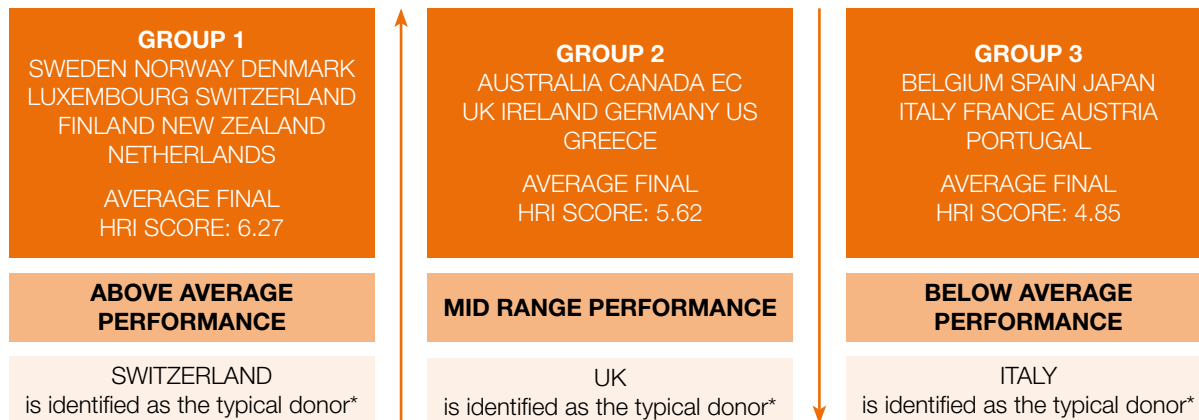 GROUP 1
SWEDEN NORWAY DENMARK
LUXEMBOURG SWITZERLAND
FINLAND NEW ZEALAND
NETHERLANDS
AVERAGE FINAL
HRI SCORE: 6.27
ABOVE AVERAGE
PERFORMANCE
SWITZERLAND
is identified as the typical donor*
GROUP 2
AUSTRALIA CANADA EC
UK IRELAND GERMANY US
GREECE
AVERAGE FINAL
HRI SCORE: 5.62
MID RANGE PERFORMANCE
UK
is identified as the typical donor*
GROUP 3
BELGIUM SPAIN JAPAN
ITALY FRANCE AUSTRIA
PORTUGAL
AVERAGE FINAL
HRI SCORE: 4.85
BELOW AVERAGE
PERFORMANCE
ITALY
is identified as the typical donor*